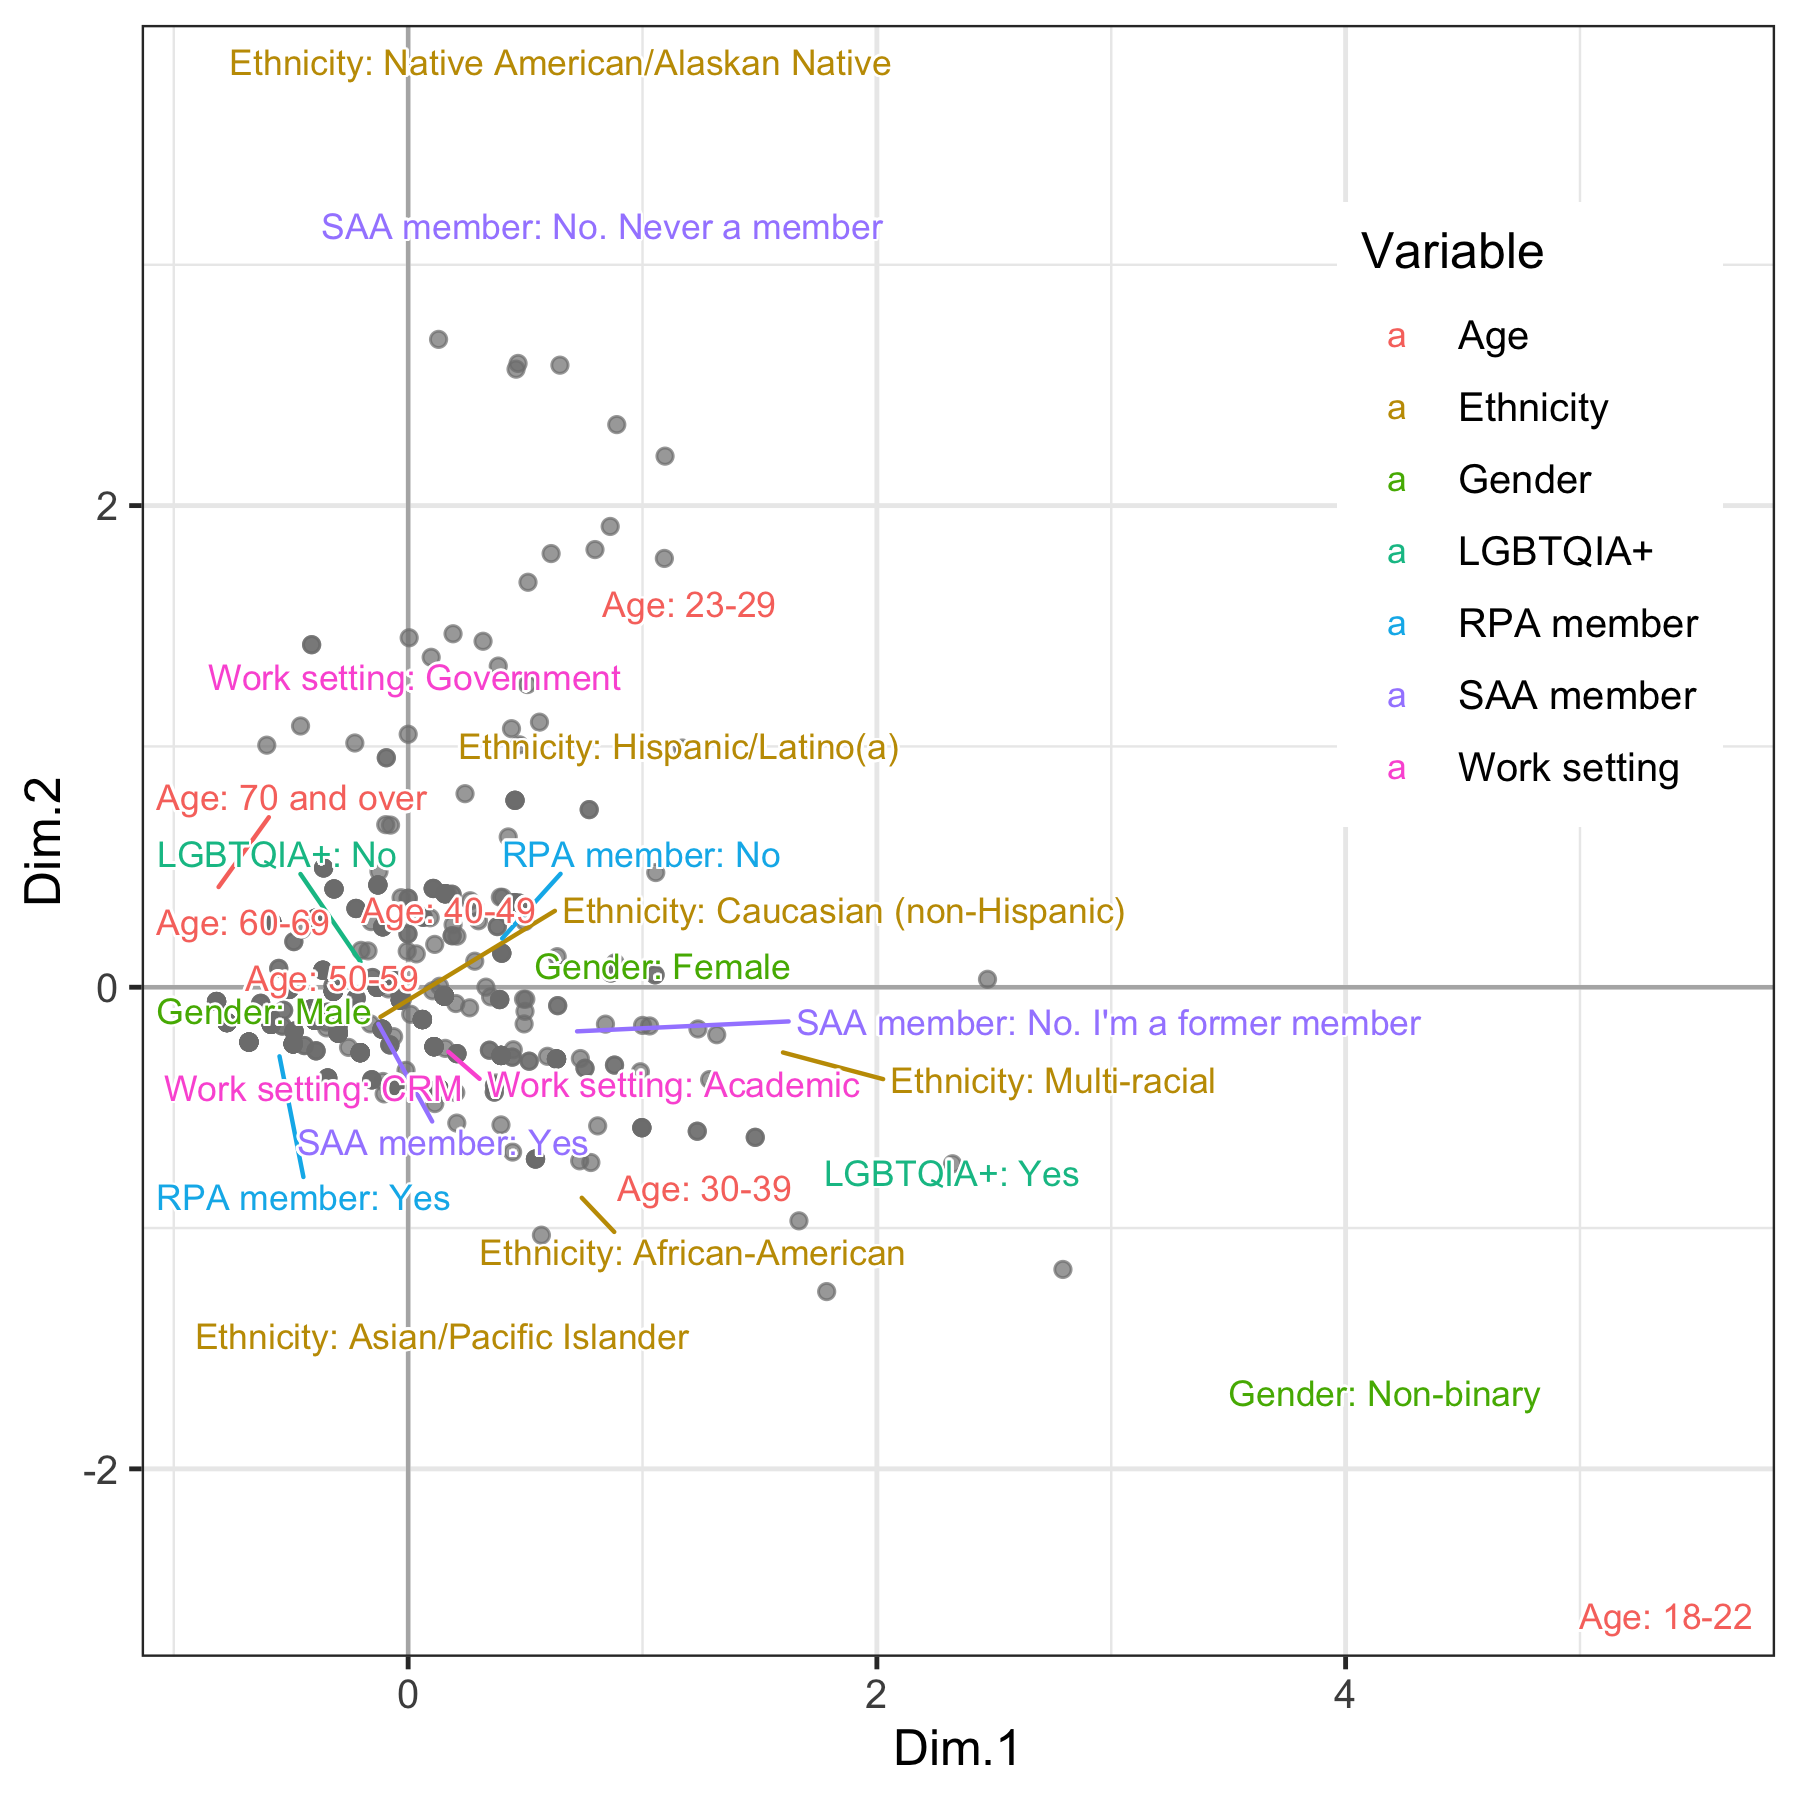 Ethnicity: Native American/Alaskan Native
SAA member: No. Never a member
Variable
a Age
a Ethnicity
a Gender
a LGBTQIA+
a RPA member
a SAA member
a Work setting
2
Age: 23-29
Work setting: Government
Ethnicity: Hispanic/Latino(a)
Age: 70 and over
LGBTQIA+: No
RPA member: No
Age: 60-69
Age: 40-49
Ethnicity: Caucasian (non-Hispanic)
Gender: Female
Age: 50-59
0
Gender: Male
SAA member: No. I'm a former member
Work setting: CRM
Work setting: Academic
Ethnicity: Multi-racial
SAA member: Yes
LGBTQIA+: Yes
RPA member: Yes
Age: 30-39
Ethnicity: African-American
Ethnicity: Asian/Pacific Islander
Gender: Non-binary
-2
Age: 18-22
0 2 4
Dim.1
Dim.2